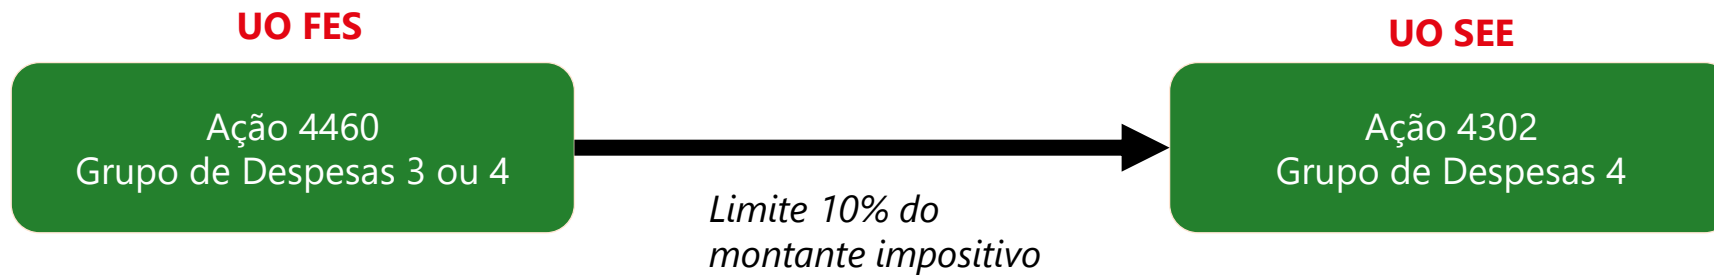 UO FES
UO SEE
Ação 4460
Grupo de Despesas 3 ou 4
Ação 4302
Grupo de Despesas 4
Limite 10% do
montante impositivo